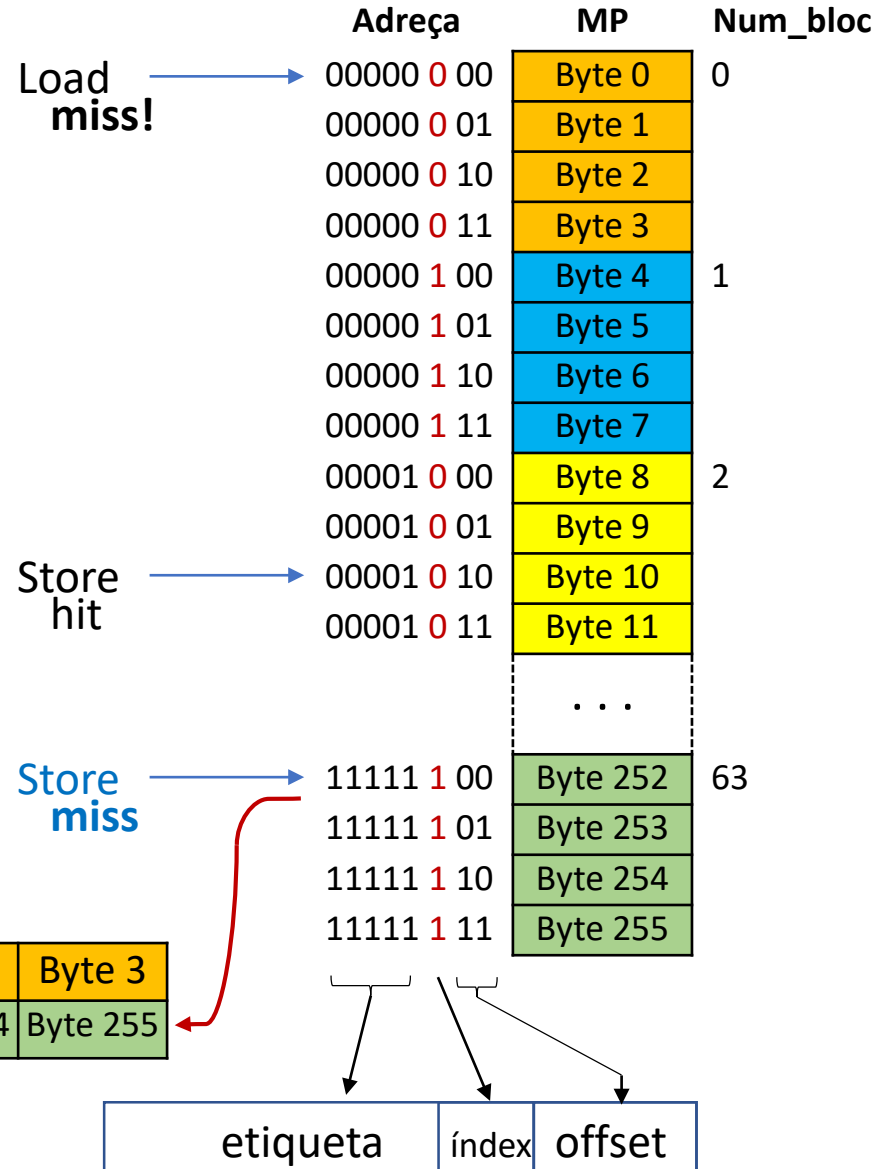 Adreça MP Num_bloc
Load 00000 0 00 Byte 0 0
miss! 00000 0 01 Byte 1
00000 0 10 Byte 2
00000 0 11 Byte 3
00000 1 00 Byte 4 1
00000 1 01 Byte 5
00000 1 10 Byte 6
00000 1 11 Byte 7
00001 0 00 Byte 8 2
00001 0 01 Byte 9
Store 00001 0 10 Byte 10
hit 00001 0 11 Byte 11
. . .
Store 11111 1 00 Byte 252 63
miss 11111 1 01 Byte 253
11111 1 10 Byte 254
11111 1 11 Byte 255
Byte 3
4 Byte 255
etiqueta índex offset